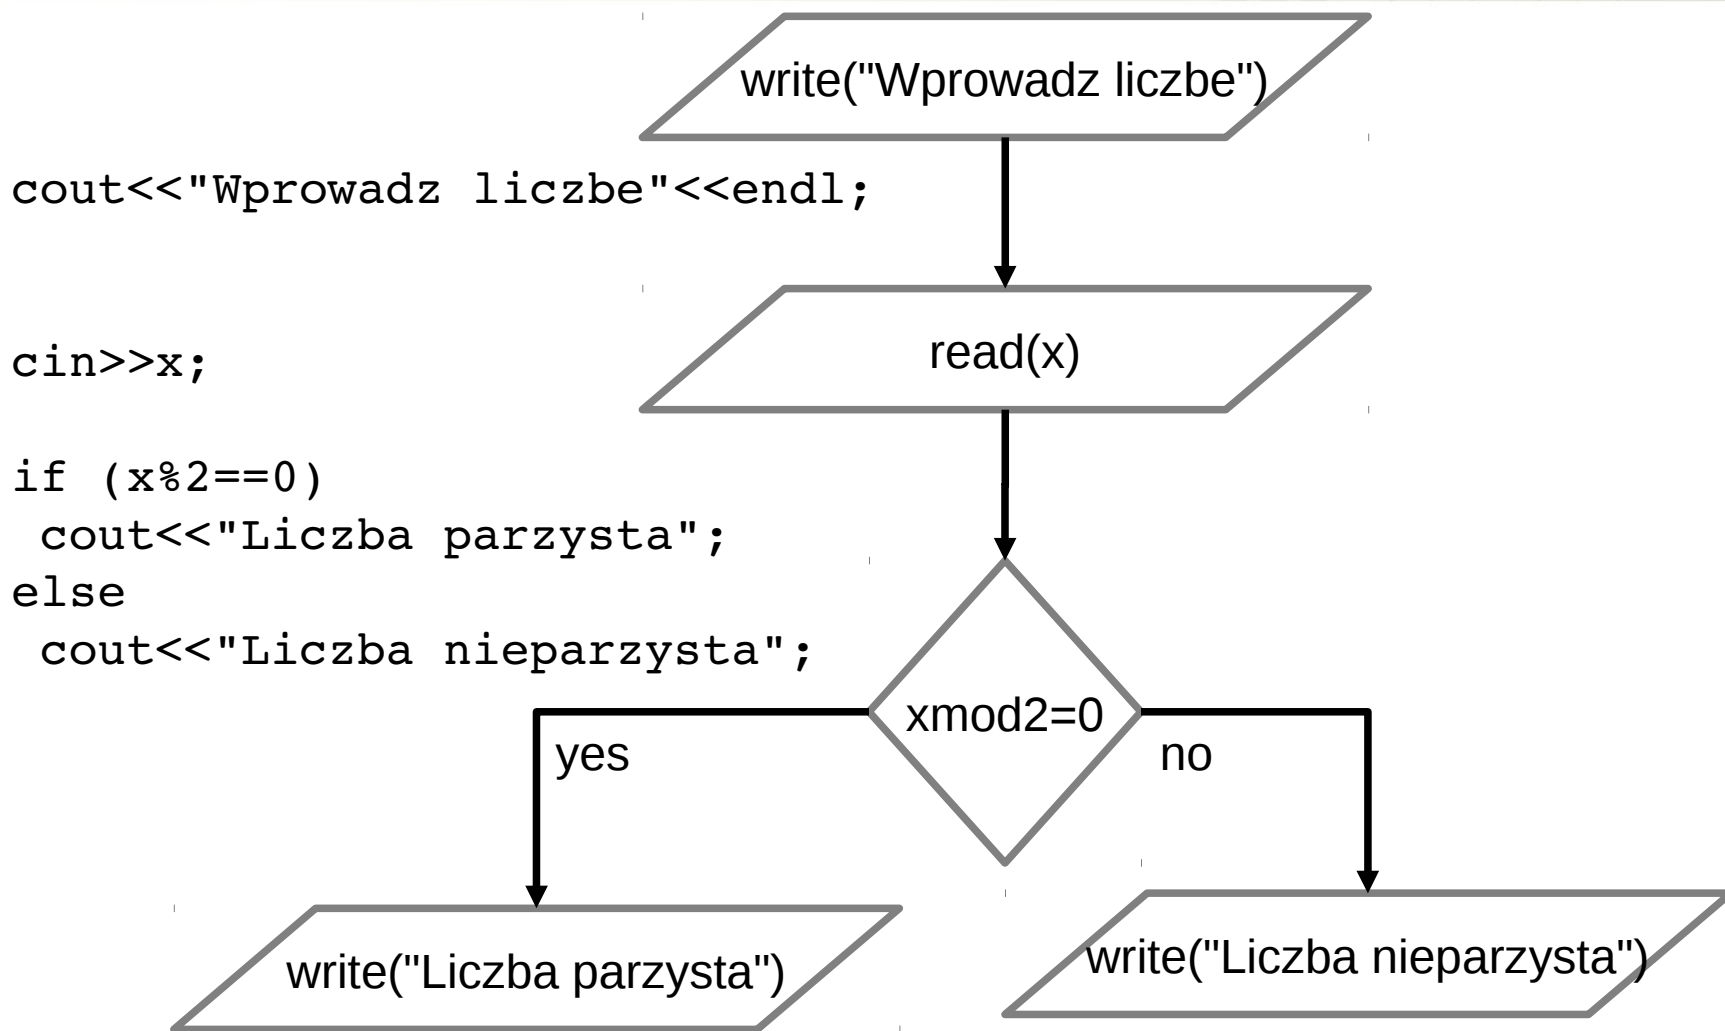 write("Wprowadz liczbe")
cout<<"Wprowadz liczbe"<<endl;
read(x)
cin>>x;
if (x%2==0)
cout<<"Liczba parzysta";
else
cout<<"Liczba nieparzysta";
xmod2=0
yes
no
write("Liczba parzysta")
write("Liczba nieparzysta")